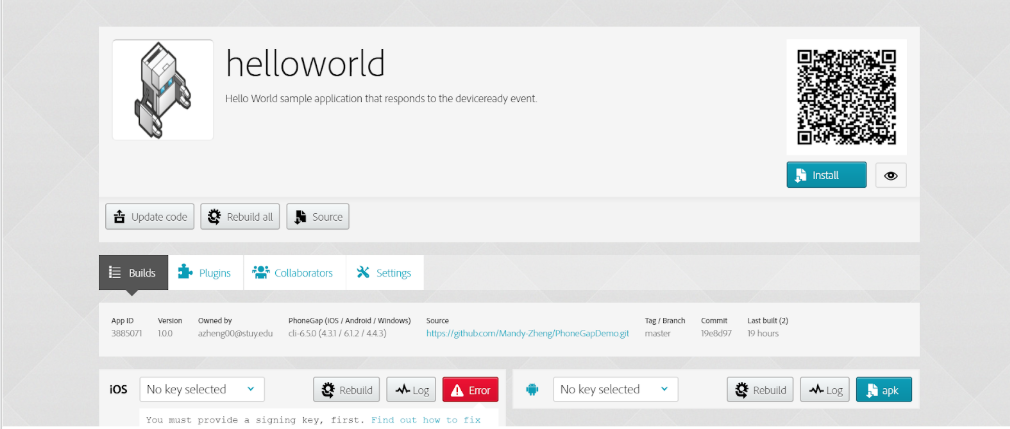 helloworld
Hello World sample application that responds to the deviceready event.
Install
Update code Rebuild all Source
Builds Plugins Collaborators Settings
App ID Version Owned by PhoneGap (iOS / Android / Windows) Source Tag / Branch Commit Last built (2)
3885071 1.0.0 azheng00@stuy.edu cli-6.5.0 (4.3.1 / 6.1.2 / 4.4.3) https://github.com/Mandy-Zheng/PhoneGapDemo.git master 19e8d97 19 hours
iOS No key selected Rebuild Log Error No key selected Rebuild Log apk
You must provide a signing key, first. Find out how to fix